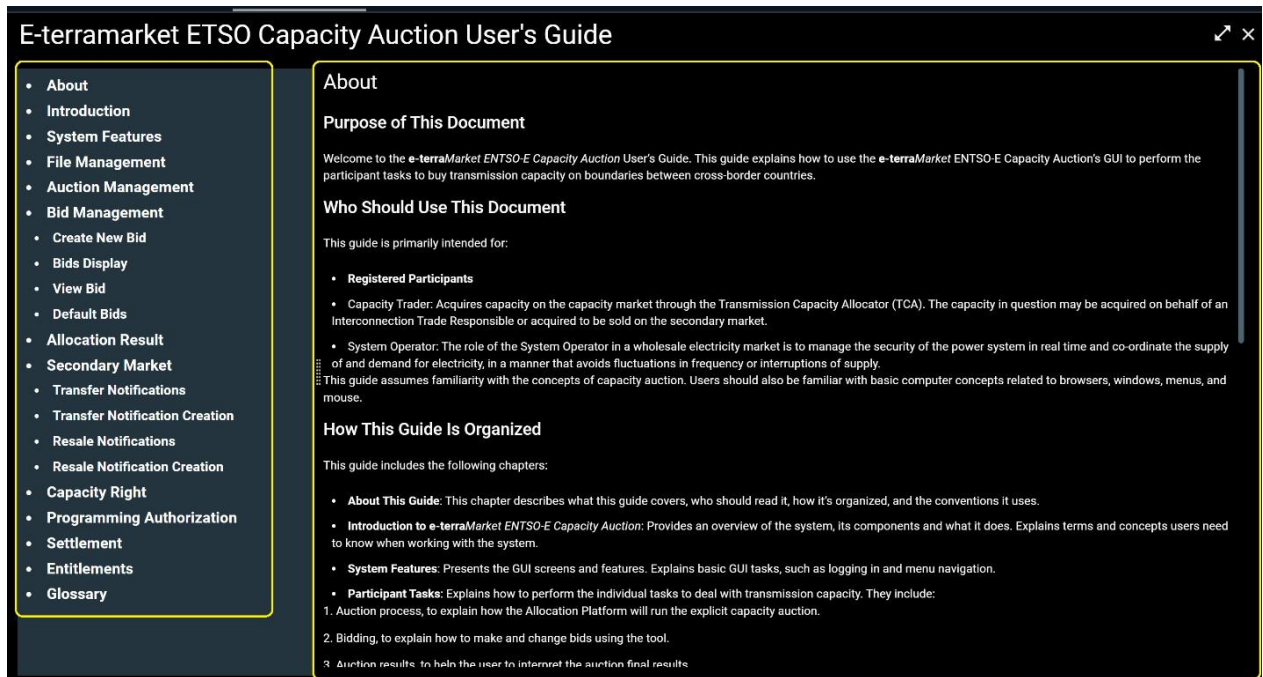 E-terramarket ETSO Capacity Auction User's Guide
• About
• Introduction
• System Features
• File Management
• Auction Management
• Bid Management
• Create New Bid
• Bids Display
• View Bid
• Default Bids
• Allocation Result
• Secondary Market
• Transfer Notifications
• Transfer Notification Creation
• Resale Notifications
• Resale Notification Creation
• Capacity Right
• Programming Authorization
• Settlement
• Entitlements
• Glossary
About
Purpose of This Document
Welcome to the e-terraMarket ENTSO-E Capacity Auction User's Guide. This guide explains how to use the e-terraMarket ENTSO-E Capacity Auction's GUI to perform the
participant tasks to buy transmission capacity on boundaries between cross-border countries.
Who Should Use This Document
This guide is primarily intended for:
• Registered Participants
• Capacity Trader: Acquires capacity on the capacity market through the Transmission Capacity Allocator (TCA). The capacity in question may be acquired on behalf of an
Interconnection Trade Responsible or acquired to be sold on the secondary market.
• System Operator: The role of the System Operator in a wholesale electricity market is to manage the security of the power system in real time and co-ordinate the supply
of and demand for electricity, in a manner that avoids fluctuations in frequency or interruptions of supply.
This guide assumes familiarity with the concepts of capacity auction. Users should also be familiar with basic computer concepts related to browsers, windows, menus, and
mouse.
How This Guide Is Organized
This guide includes the following chapters:
• About This Guide: This chapter describes what this guide covers, who should read it, how it's organized, and the conventions it uses.
• Introduction to e-terraMarket ENTSO-E Capacity Auction: Provides an overview of the system, its components and what it does. Explains terms and concepts users need
to know when working with the system.
• System Features: Presents the GUI screens and features. Explains basic GUI tasks, such as logging in and menu navigation.
• Participant Tasks: Explains how to perform the individual tasks to deal with transmission capacity. They include:
1. Auction process, to explain how the Allocation Platform will run the explicit capacity auction.
2. Bidding, to explain how to make and change bids using the tool.
3. Auction results, to help the user to interpret the auction final results